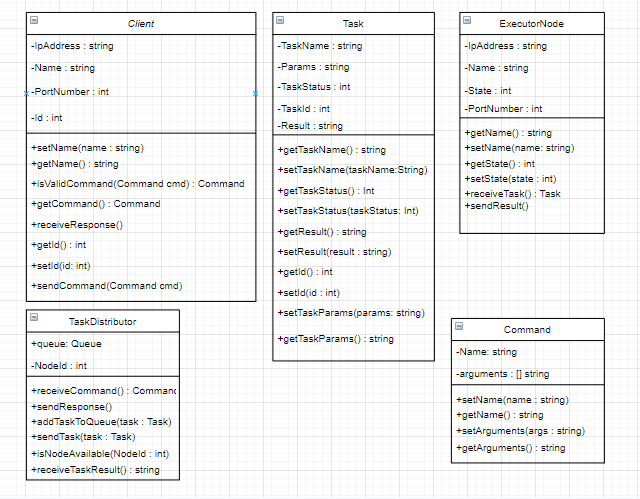 Client
-IpAddress : string
-Name : string
-PortNumber : int
-Id : int
+setName(name : string)
+getName() : string
+isValidCommand(Command cmd) : Command
+getCommand() : Command
+receiveResponse()
+getId() : int
+setId(id: int)
+sendCommand(Command cmd)
Task
-TaskName : string
-Params : string
-TaskStatus : int
-TaskId : int
-Result : string
+getTaskName() : string
+setTaskName(taskName:String)
+getTaskStatus() : Int
+setTaskStatus(taskStatus: Int)
+getResult() : string
+setResult(result : string)
+getId() : int
+setId(id : int)
+setTaskParams(params: string)
+getTaskParams() : string
ExecutorNode
-IpAddress : string
-Name : string
-State : int
-PortNumber : int
+getName() : string
+setName(name: string)
+getState() : int
+setState(state : int)
+receiveTask() : Task
+sendResult()
TaskDistributor
+queue: Queue
-NodeId : int
+receiveCommand() : Command
+sendResponse()
+addTaskToQueue(task : Task)
+sendTask(task : Task)
+isNodeAvailable(NodeId : int)
+receiveTaskResult() : string
Command
-Name: string
-arguments : [] string
+setName(name : string)
+getName() : string
+setArguments(args : string)
+getArguments() : string